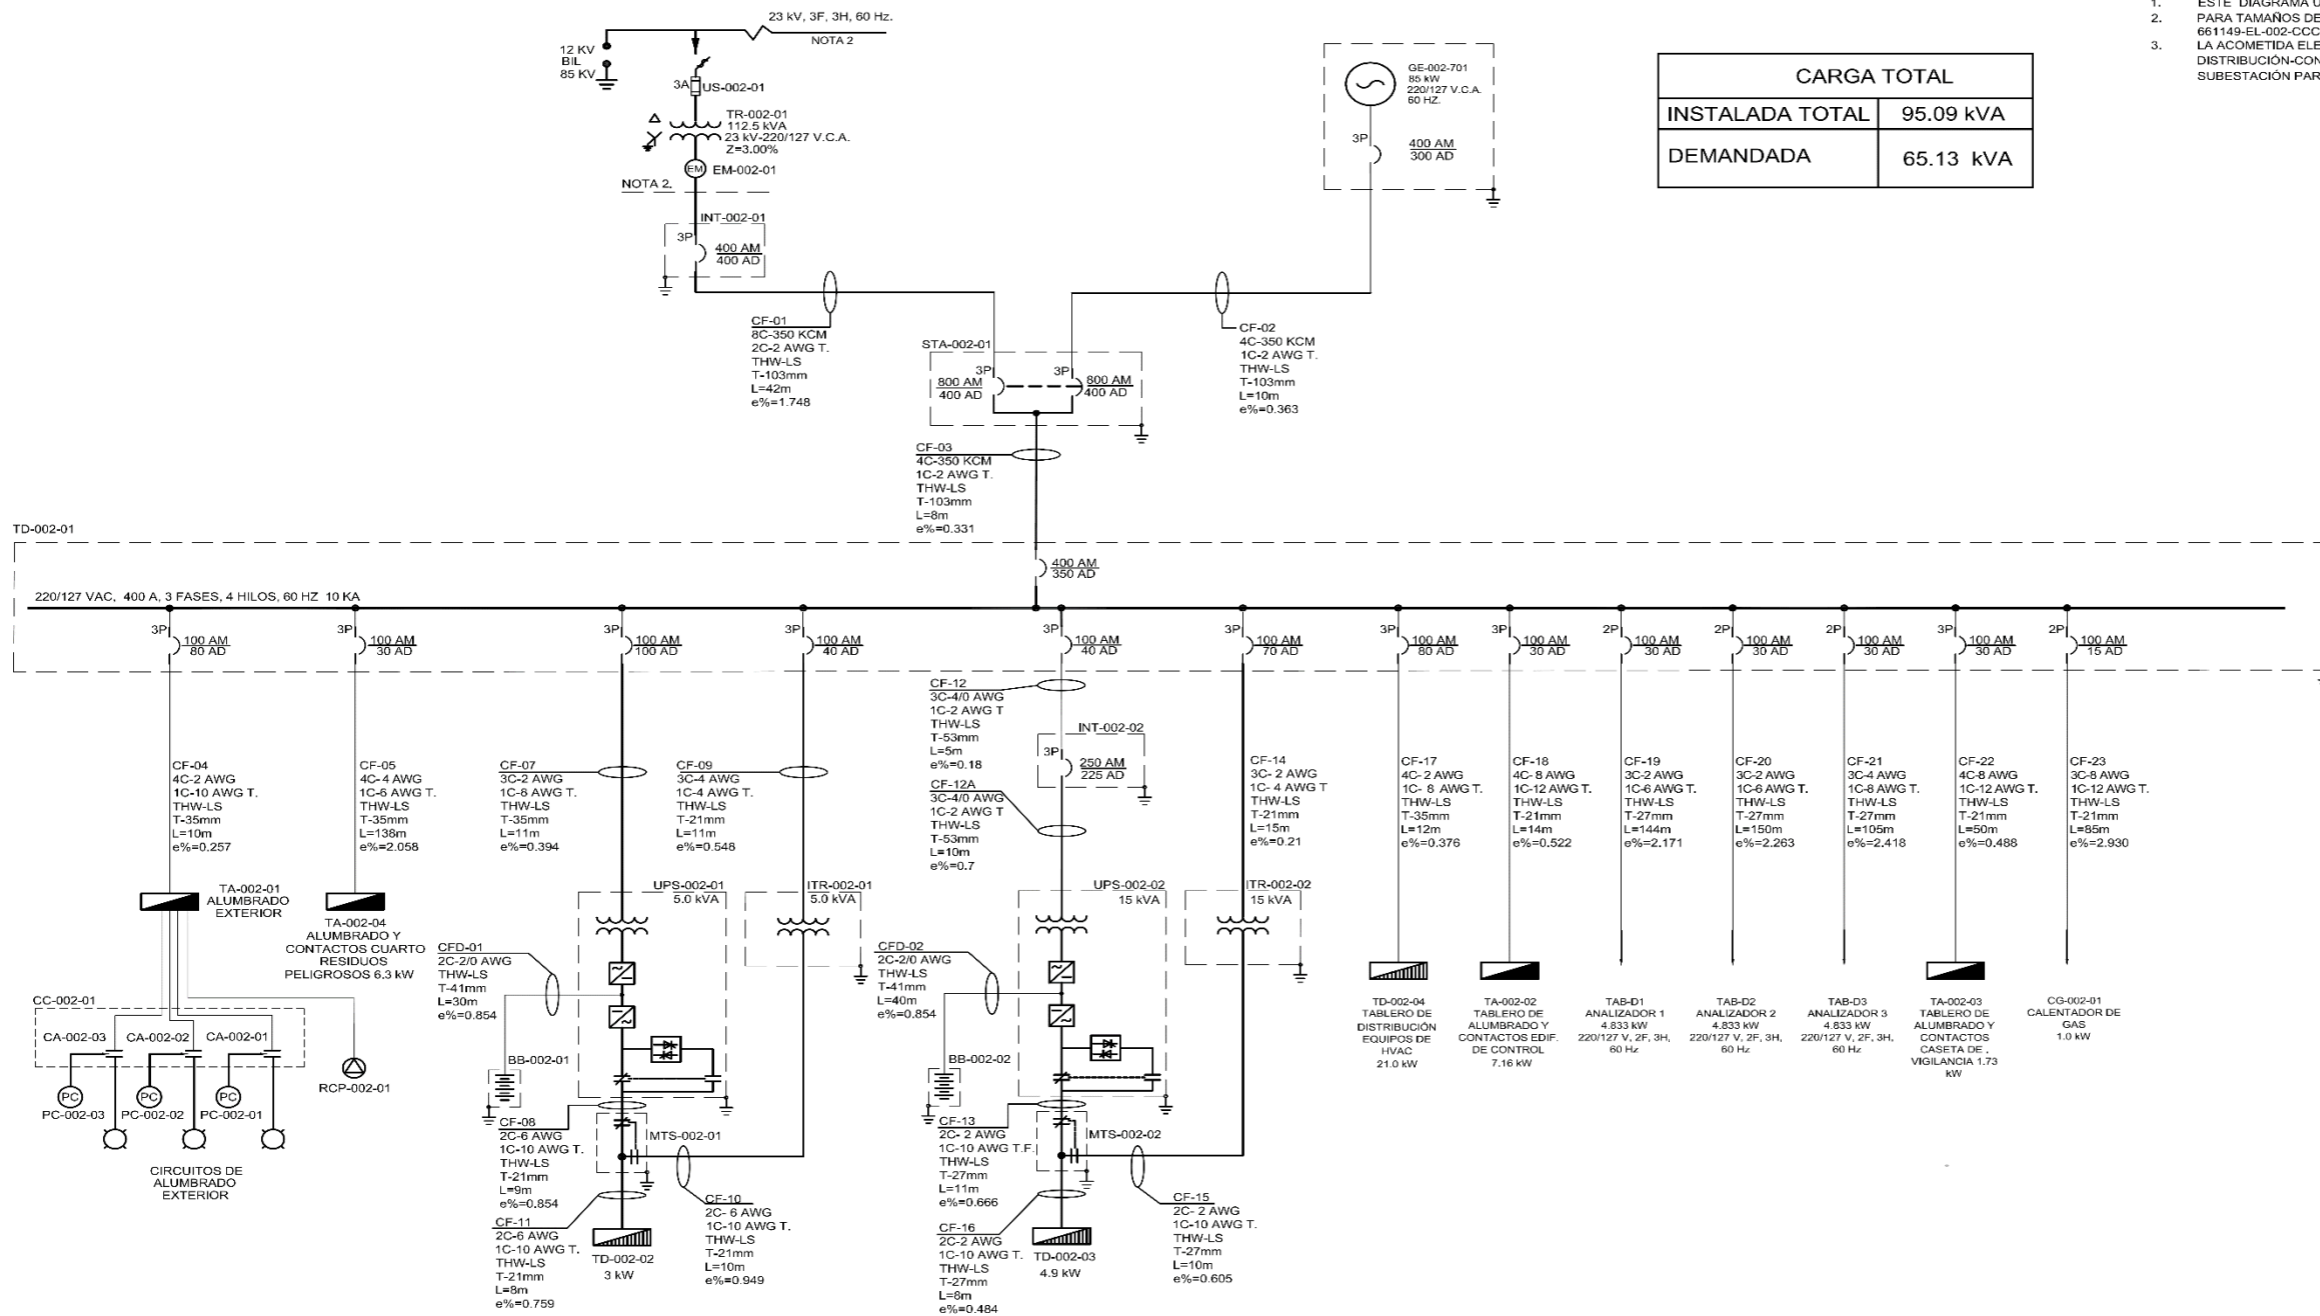 23 kV, 3F, 3H, 60 Hz.
NOTA 2
12 KV
BIL
85 KV
3A
US-002-01
TR-002-01
112.5 kVA
23 kV-220/127 V.C.A.
Z=3.00%
EM
EM-002-01
NOTA 2.
INT-002-01
3P
400 AM
400 AD
GE-002-701
85 kW
220/127 V.C.A.
60 HZ.
3P
400 AM
300 AD
CARGA TOTAL
INSTALADA TOTAL 95.09 kVA
DEMANDADA 65.13 kVA
1. ESTE DIAGRAMA U
2. PARA TAMAÑOS DE
661149-EL-002-CCC
3. LA ACOMETIDA ELE
DISTRIBUCIÓN-CON
SUBESTACIÓN PAR
CF-01
8C-350 KCM
2C-2 AWG T.
THW-LS
T-103mm
L=42m
e%=1.748
CF-02
4C-350 KCM
1C-2 AWG T.
THW-LS
T-103mm
L=10m
e%=0.363
STA-002-01
3P
800 AM
400 AD
3P
800 AM
400 AD
CF-03
4C-350 KCM
1C-2 AWG T.
THW-LS
T-103mm
L=8m
e%=0.331
TD-002-01
400 AM
350 AD
220/127 VAC, 400 A, 3 FASES, 4 HILOS, 60 HZ 10 KA
3P
100 AM
80 AD
3P
100 AM
30 AD
3P
100 AM
100 AD
3P
100 AM
40 AD
3P
100 AM
40 AD
3P
100 AM
70 AD
3P
100 AM
80 AD
3P
100 AM
30 AD
2P
100 AM
30 AD
2P
100 AM
30 AD
2P
100 AM
30 AD
3P
100 AM
30 AD
2P
100 AM
15 AD
CF-04
4C-2 AWG
1C-10 AWG T.
THW-LS
T-35mm
L=10m
e%=0.257
CF-05
4C- 4 AWG
1C-6 AWG T.
THW-LS
T-35mm
L=138m
e%=2.058
CF-07
3C-2 AWG
1C-8 AWG T.
THW-LS
T-35mm
L=11m
e%=0.394
CF-09
3C-4 AWG
1C-4 AWG T.
THW-LS
T-21mm
L=11m
e%=0.548
CF-12
3C-4/0 AWG
1C-2 AWG T
THW-LS
T-53mm
L=5m
e%=0.18
INT-002-02
3P
250 AM
225 AD
CF-12A
3C-4/0 AWG
1C-2 AWG T
THW-LS
T-53mm
L=10m
e%=0.7
CF-14
3C- 2 AWG
1C- 4 AWG T
THW-LS
T-21mm
L=15m
e%=0.21
CF-17
4C- 2 AWG
1C- 8 AWG T.
THW-LS
T-35mm
L=12m
e%=0.376
CF-18
4C- 8 AWG
1C-12 AWG T.
THW-LS
T-21mm
L=14m
e%=0.522
CF-19
3C-2 AWG
1C-6 AWG T.
THW-LS
T-27mm
L=144m
e%=2.171
CF-20
3C-2 AWG
1C-6 AWG T.
THW-LS
T-27mm
L=150m
e%=2.263
CF-21
3C-4 AWG
1C-8 AWG T.
THW-LS
T-27mm
L=105m
e%=2.418
CF-22
4C-8 AWG
1C-12 AWG T.
THW-LS
T-21mm
L=50m
e%=0.488
CF-23
3C-8 AWG
1C-12 AWG T.
THW-LS
T-21mm
L=85m
e%=2.930
TA-002-01
ALUMBRADO
EXTERIOR
TA-002-04
ALUMBRADO Y
CONTACTOS CUARTO
RESIDUOS
PELIGROSOS 6.3 kW
UPS-002-01
5.0 kVA
ITR-002-01
5.0 kVA
UPS-002-02
15 kVA
ITR-002-02
15 kVA
CFD-01
2C-2/0 AWG
THW-LS
T-41mm
L=30m
e%=0.854
CFD-02
2C-2/0 AWG
THW-LS
T-41mm
L=40m
e%=0.854
TD-002-04
TABLERO DE
DISTRIBUCIÓN
EQUIPOS DE
HVAC
21.0 kW
TA-002-02
TABLERO DE
ALUMBRADO Y
CONTACTOS EDIF.
DE CONTROL
7.16 kW
TAB-D1
ANALIZADOR 1
4.833 kW
220/127 V, 2F, 3H,
60 Hz
TAB-D2
ANALIZADOR 2
4.833 kW
220/127 V, 2F, 3H,
60 Hz
TAB-D3
ANALIZADOR 3
4.833 kW
220/127 V, 2F, 3H,
60 Hz
TA-002-03
TABLERO DE
ALUMBRADO Y
CONTACTOS
CASETA DE
VIGILANCIA 1.73
kW
CG-002-01
CALENTADOR DE
GAS
1.0 kW
CC-002-01
CA-002-03
CA-002-02
CA-002-01
PC
PC
PC
PC-002-03
PC-002-02
PC-002-01
RCP-002-01
CIRCUITOS DE
ALUMBRADO
EXTERIOR
BB-002-01
BB-002-02
CF-08
2C-6 AWG
1C-10 AWG T.
THW-LS
T-21mm
L=9m
e%=0.854
MTS-002-01
CF-11
2C-6 AWG
1C-10 AWG T.
THW-LS
T-21mm
L=8m
e%=0.759
TD-002-02
3 kW
CF-10
2C- 6 AWG
1C-10 AWG T.
THW-LS
T-21mm
L=10m
e%=0.949
CF-13
2C- 2 AWG
1C-10 AWG T.F.
THW-LS
T-27mm
L=11m
e%=0.666
MTS-002-02
CF-16
2C-2 AWG
1C-10 AWG T.
THW-LS
T-27mm
L=8m
e%=0.484
TD-002-03
4.9 kW
CF-15
2C- 2 AWG
1C-10 AWG T.
THW-LS
T-27mm
L=10m
e%=0.605